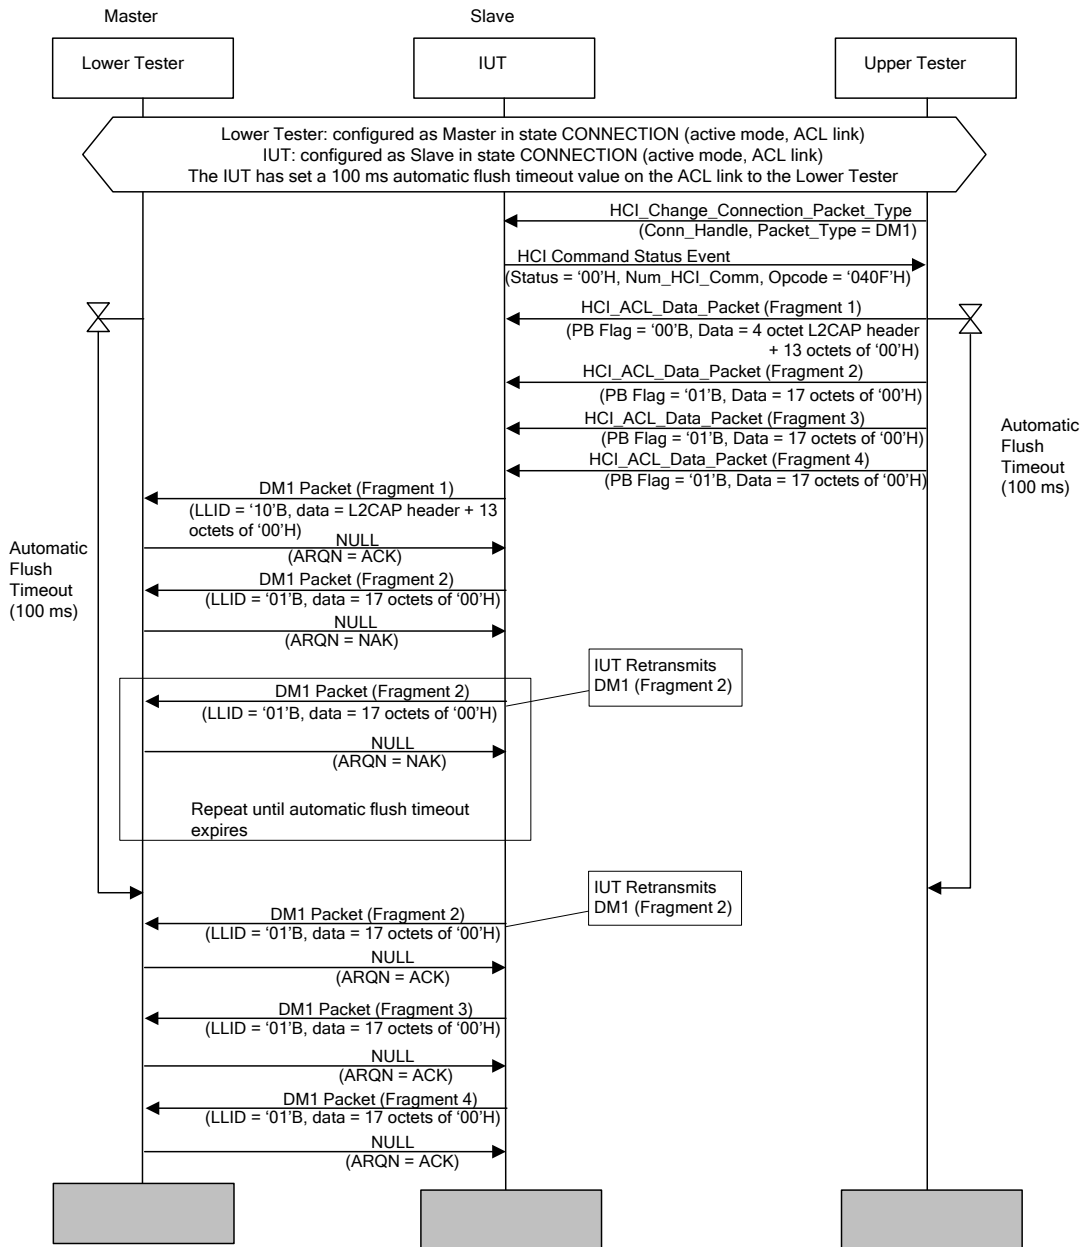 Master
Slave
Lower Tester
IUT
Upper Tester
Lower Tester: configured as Master in state CONNECTION (active mode, ACL link)
IUT: configured as Slave in state CONNECTION (active mode, ACL link)
The IUT has set a 100 ms automatic flush timeout value on the ACL link to the Lower Tester
HCI_Change_Connection_Packet_Type
(Conn_Handle, Packet_Type = DM1)
HCI Command Status Event
(Status = ‘00’H, Num_HCI_Comm, Opcode = ‘040F’H)
HCI_ACL_Data_Packet (Fragment 1)
(PB Flag = ‘00’B, Data = 4 octet L2CAP header
+ 13 octets of ‘00’H)
HCI_ACL_Data_Packet (Fragment 2)
(PB Flag = ‘01’B, Data = 17 octets of ‘00’H)
HCI_ACL_Data_Packet (Fragment 3)
(PB Flag = ‘01’B, Data = 17 octets of ‘00’H)
HCI_ACL_Data_Packet (Fragment 4)
(PB Flag = ‘01’B, Data = 17 octets of ‘00’H)
Automatic
Flush
Timeout
(100 ms)
DM1 Packet (Fragment 1)
(LLID = ‘10’B, data = L2CAP header + 13
octets of ‘00’H)
NULL
(ARQN = ACK)
Automatic
Flush
Timeout
(100 ms)
DM1 Packet (Fragment 2)
(LLID = ‘01’B, data = 17 octets of ‘00’H)
NULL
(ARQN = NAK)
IUT Retransmits
DM1 (Fragment 2)
DM1 Packet (Fragment 2)
(LLID = ‘01’B, data = 17 octets of ‘00’H)
NULL
(ARQN = NAK)
Repeat until automatic flush timeout
expires
IUT Retransmits
DM1 (Fragment 2)
DM1 Packet (Fragment 2)
(LLID = ‘01’B, data = 17 octets of ‘00’H)
NULL
(ARQN = ACK)
DM1 Packet (Fragment 3)
(LLID = ‘01’B, data = 17 octets of ‘00’H)
NULL
(ARQN = ACK)
DM1 Packet (Fragment 4)
(LLID = ‘01’B, data = 17 octets of ‘00’H)
NULL
(ARQN = ACK)